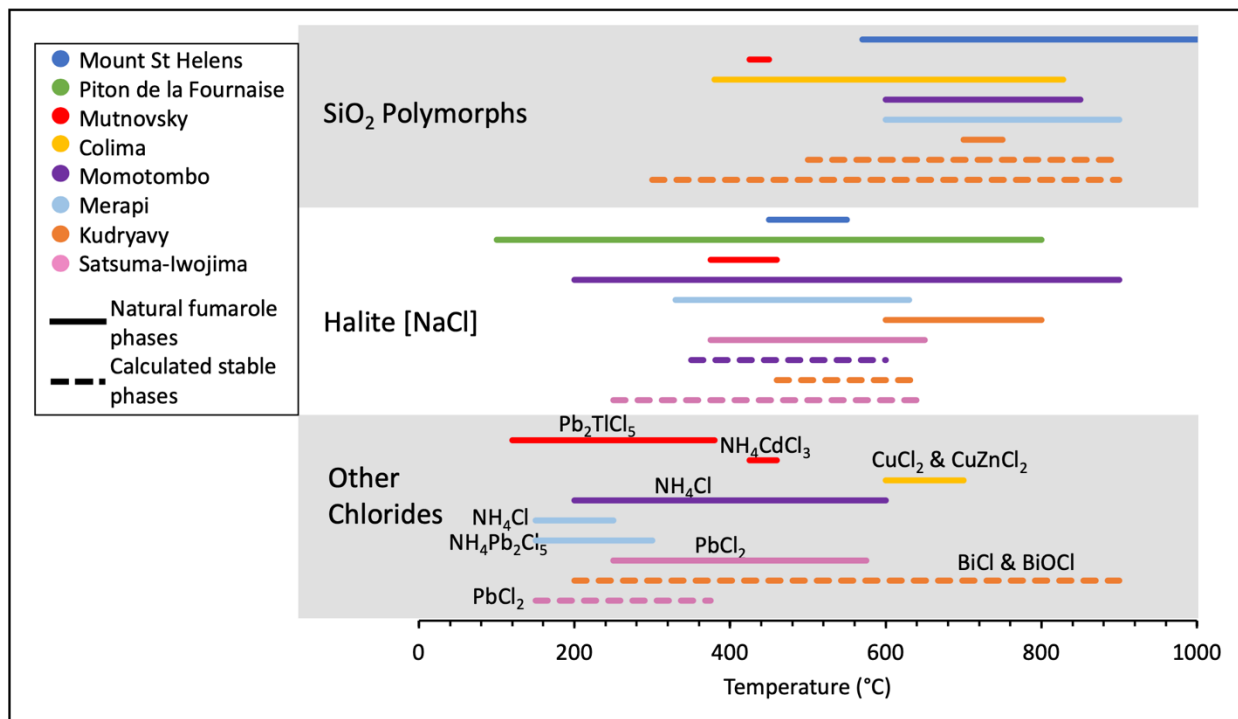 Mount St Helens
Piton de la Fournaise
Mutnovsky
Colima
Momotombo
Merapi
Kudryavy
Satsuma-Iwojima
Natural fumarole
phases
Calculated stable
phases
SiO₂ Polymorphs
Halite [NaCl]
Other
Chlorides
Pb₂TlCl₅
NH₄CdCl₃
CuCl₂ & CuZnCl₂
NH₄Cl
NH₄Cl
NH₄Pb₂Cl₅
PbCl₂
BiCl & BiOCl
PbCl₂
0 200 400 600 800 1000
Temperature (°C)